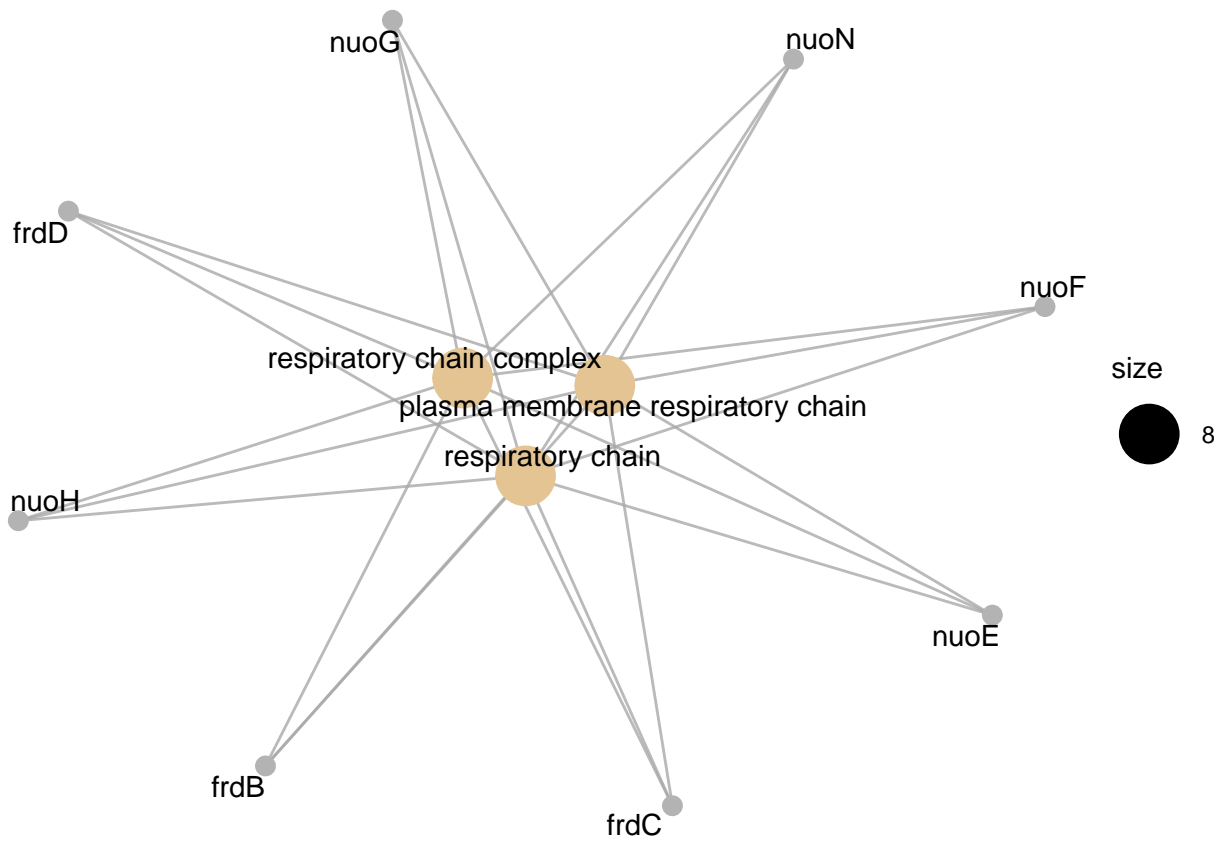 nuoG
nuoN
frdD
nuoF
respiratory chain complex
size
plasma membrane respiratory chain
8
respiratory chain
nuoH
nuoE
frdB
frdC